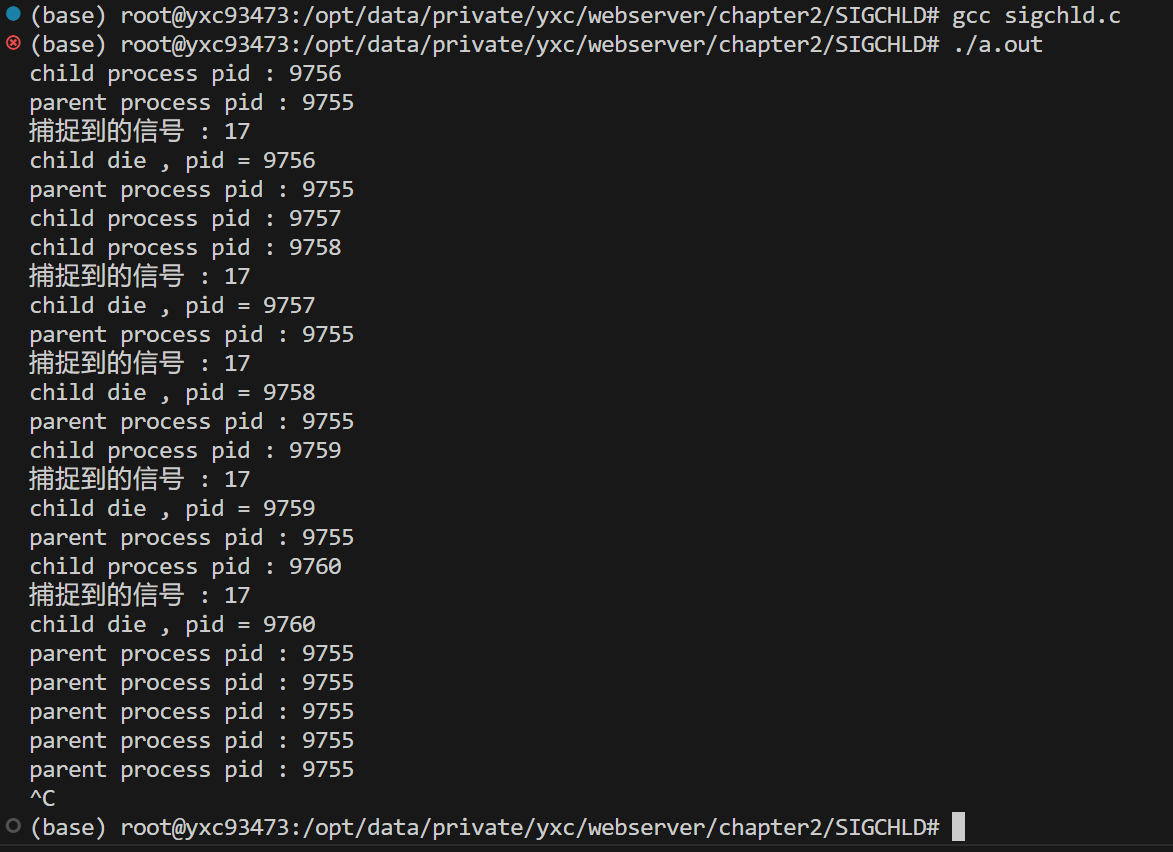 (base) root@yxc93473:/opt/data/private/yxc/webserver/chapter2/SIGCHLD# gcc sigchld.c
(base) root@yxc93473:/opt/data/private/yxc/webserver/chapter2/SIGCHLD# ./a.out
child process pid : 9756
parent process pid : 9755
捕捉到的信号 : 17
child die , pid = 9756
parent process pid : 9755
child process pid : 9757
child process pid : 9758
捕捉到的信号 : 17
child die , pid = 9757
parent process pid : 9755
捕捉到的信号 : 17
child die , pid = 9758
parent process pid : 9755
child process pid : 9759
捕捉到的信号 : 17
child die , pid = 9759
parent process pid : 9755
child process pid : 9760
捕捉到的信号 : 17
child die , pid = 9760
parent process pid : 9755
parent process pid : 9755
parent process pid : 9755
parent process pid : 9755
parent process pid : 9755
^C
(base) root@yxc93473:/opt/data/private/yxc/webserver/chapter2/SIGCHLD#